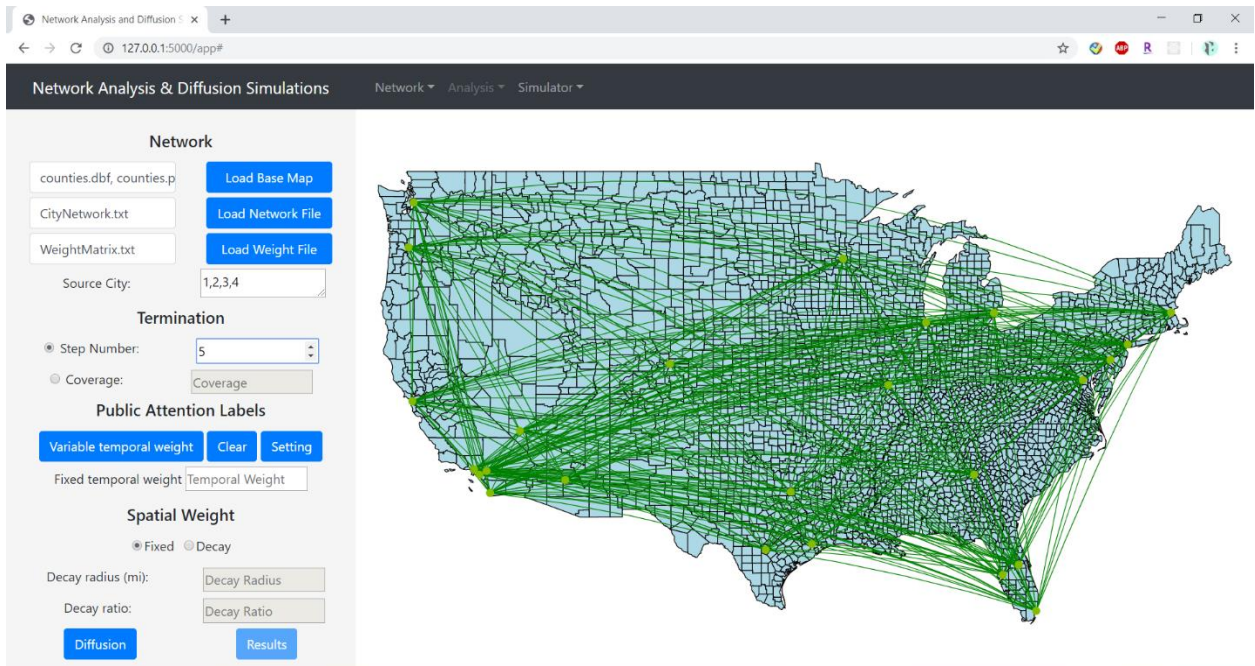 Network Analysis and Diffusion S
127.0.0.1:5000/app#
ABP
R
Network Analysis & Diffusion Simulations
Network
Analysis
Simulator
Network
counties.dbf, counties.p
Load Base Map
CityNetwork.txt
Load Network File
WeightMatrix.txt
Load Weight File
Source City:
1,2,3,4
Termination
Step Number:
5
Coverage:
Coverage
Public Attention Labels
Variable temporal weight
Clear
Setting
Fixed temporal weight
Temporal Weight
Spatial Weight
Fixed
Decay
Decay radius (mi):
Decay Radius
Decay ratio:
Decay Ratio
Diffusion
Results